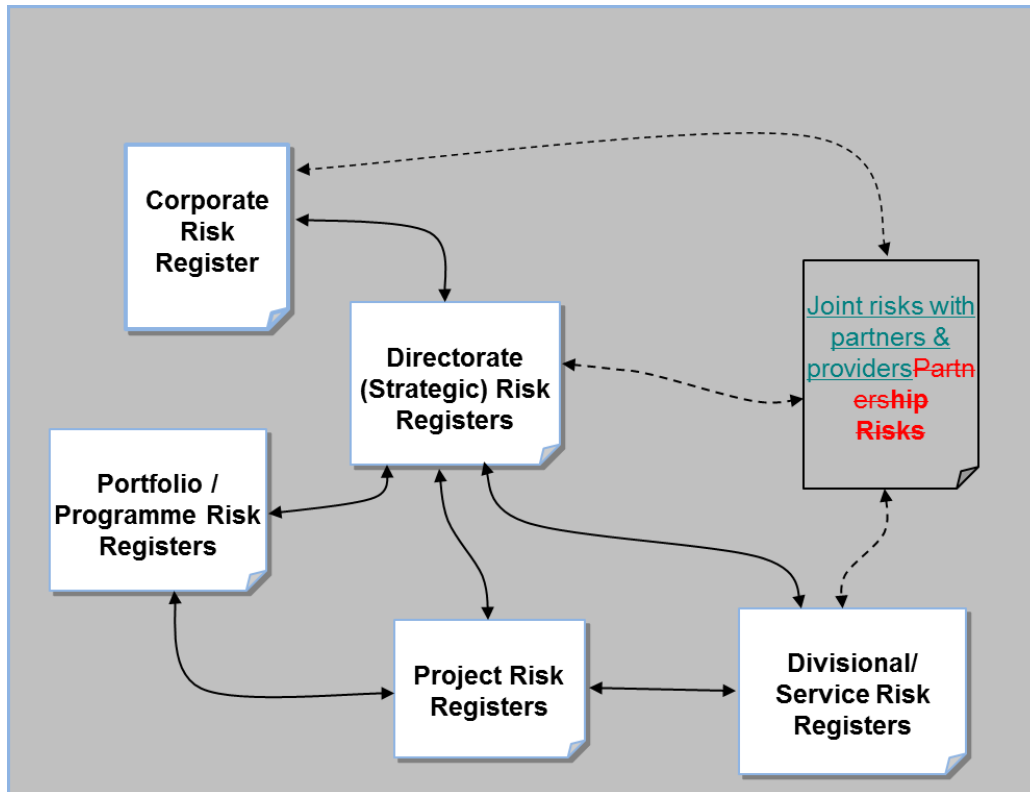 Corporate
Risk
Register
Directorate
(Strategic) Risk
Registers
Joint risks with
partners &
providersPartn
ership
Risks
Portfolio /
Programme Risk
Registers
Project Risk
Registers
Divisional/
Service Risk
Registers